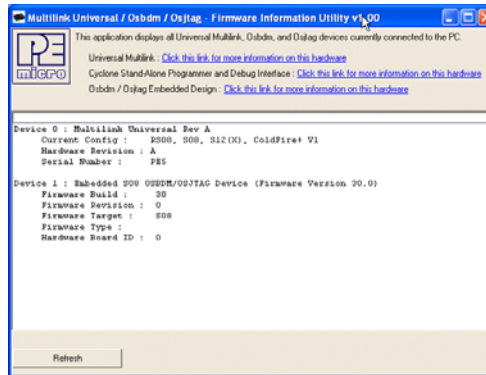 Multilink Universal / Osbdm / Osjtag - Firmware Information Utility v1.00
PE
micro
This application displays all Universal Multilink, Osbdm, and Osjtag devices currently connected to the PC.
Universal Multilink : Click this link for more information on this hardware
Cyclone Stand-Alone Programmer and Debug Interface : Click this link for more information on this hardware
Osbdm / Osjtag Embedded Design : Click this link for more information on this hardware
Device 0 : Multilink Universal Rev A
Current Config : RS08, S08, S12(X), ColdFire+ V1
Hardware Revision : A
Serial Number : PE5
Device 1 : Embedded S08 OSBDM/OSJTAG Device (Firmware Version 30.0)
Firmware Build : 30
Firmware Revision : 0
Firmware Target : S08
Firmware Type :
Hardware Board ID : 0
Refresh